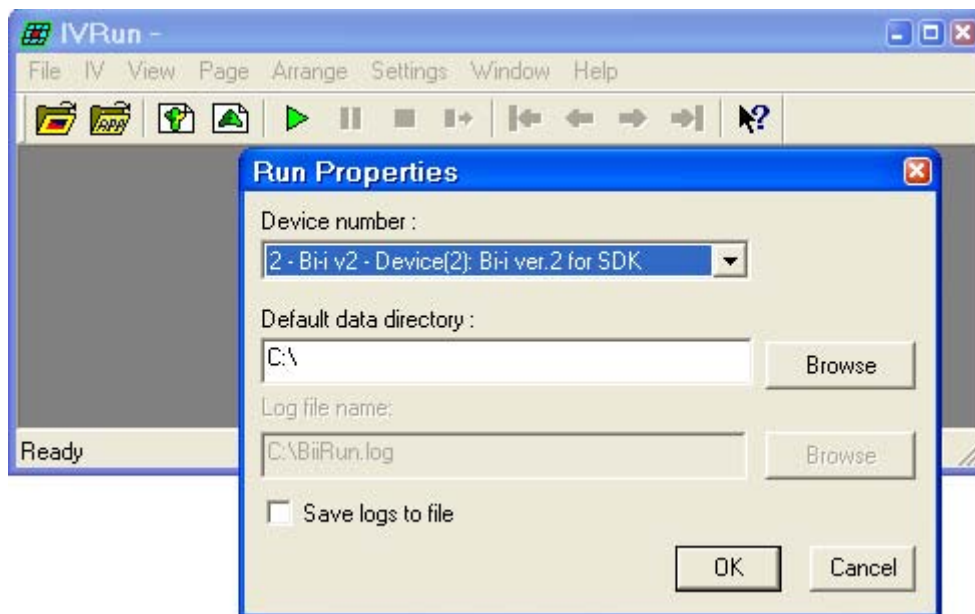 IVRun -
File IV View Page Arrange Settings Window Help
APP
?
Run Properties
Device number :
2 - Bi-i v2 - Device(2): Bi-i ver.2 for SDK
Default data directory :
C:\
Browse
Log file name:
C:\BiiRun.log
Browse
Save logs to file
OK
Cancel
Ready